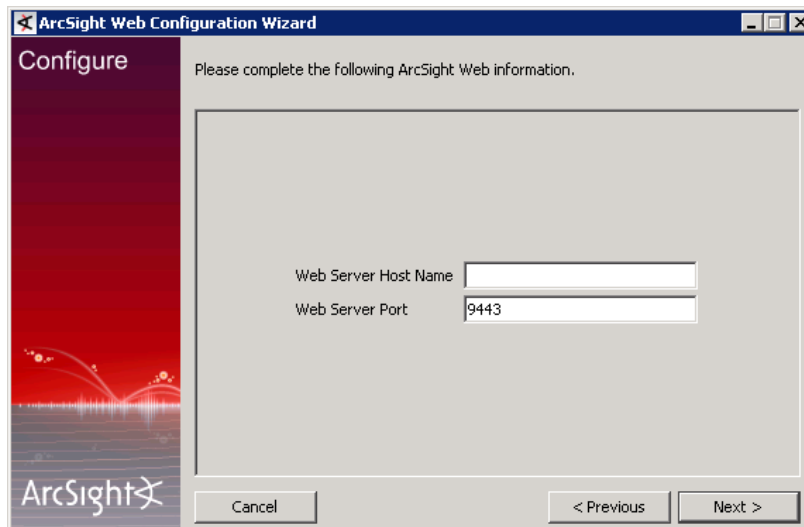 ArcSight Web Configuration Wizard
Configure
Please complete the following ArcSight Web information.
Web Server Host Name
Web Server Port 9443
ArcSight
Cancel < Previous Next >